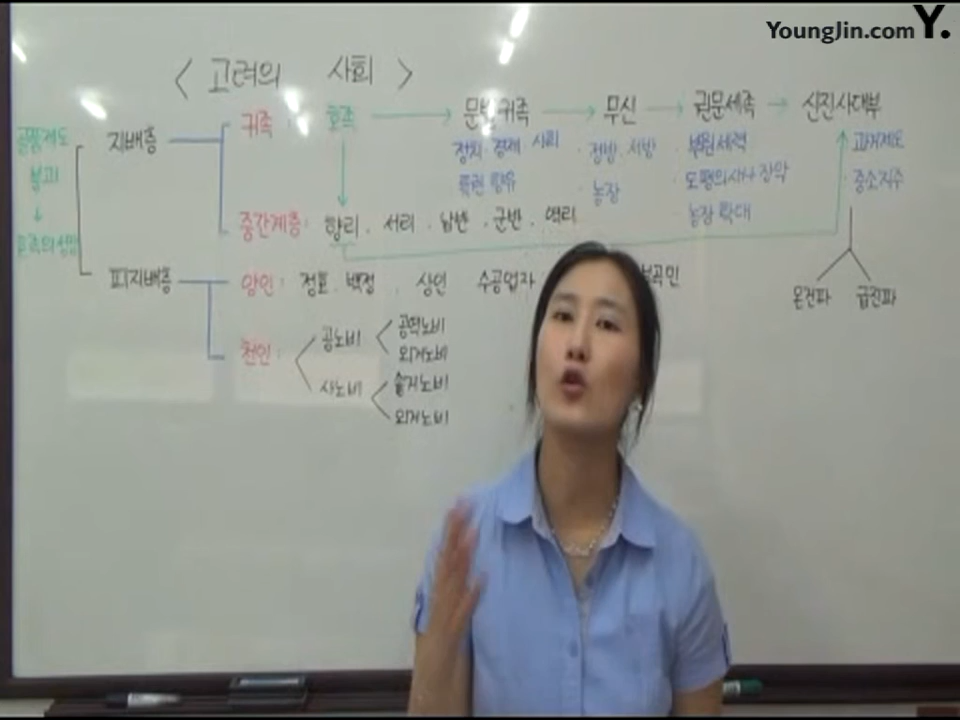 YoungJin.com Y.
< 고려의 사회 >
골품제도
붕괴
↓
호족의 성장
지배층
귀족 : 호족 → 문벌귀족 → 무신 → 권문세족 → 신진사대부
정치·경제·사회
특권 향유
·정방·서방
·농장
·부원세력
·도평의사사 장악
·농장 확대
·과거제도
·중소지주
온건파 급진파
중간계층: 향리 · 서리 · 남반 · 군반 · 역리
피지배층
양인: 정호 · 백정 · 상인 수공업자
천인: 공노비 공역노비
외거노비
사노비 솔거노비
외거노비